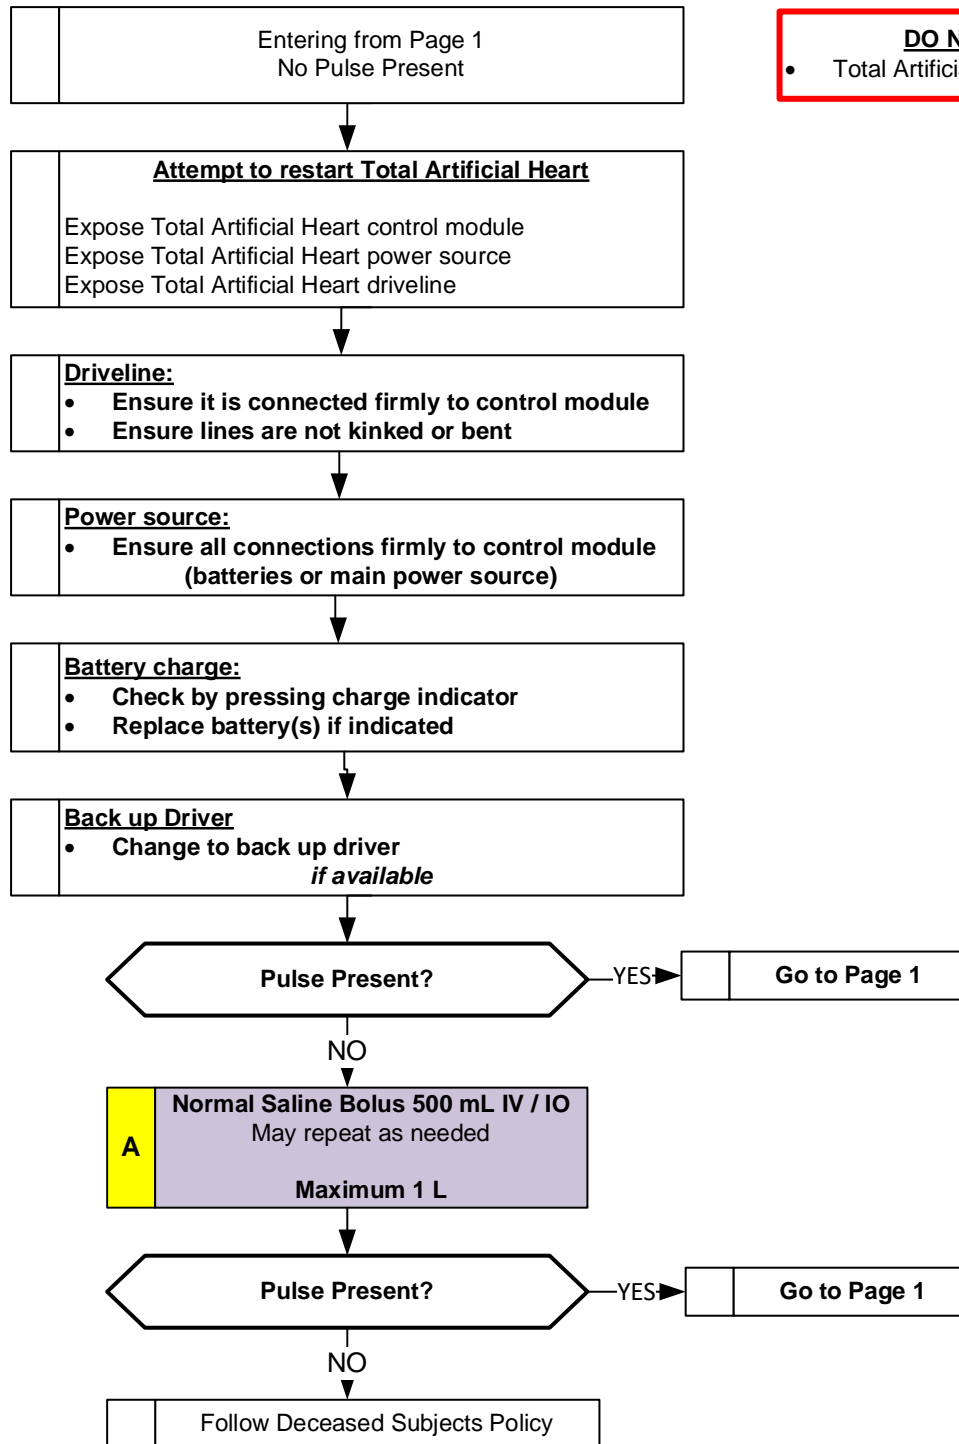 Entering from Page 1
No Pulse Present
DO
• Total
Attempt to restart Total Artificial Heart
Expose Total Artificial Heart control module
Expose Total Artificial Heart power source
Expose Total Artificial Heart driveline
Driveline:
• Ensure it is connected firmly to control module
• Ensure lines are not kinked or bent
Power source:
• Ensure all connections firmly to control module
(batteries or main power source)
Battery charge:
• Check by pressing charge indicator
• Replace battery(s) if indicated
Back up Driver
• Change to back up driver
if available
Pulse Present?
YES
Go to Page 1
NO
A
Normal Saline Bolus 500 mL IV / IO
May repeat as needed
Maximum 1 L
Pulse Present?
YES
Go to Page 1
NO
Follow Deceased Subjects Policy